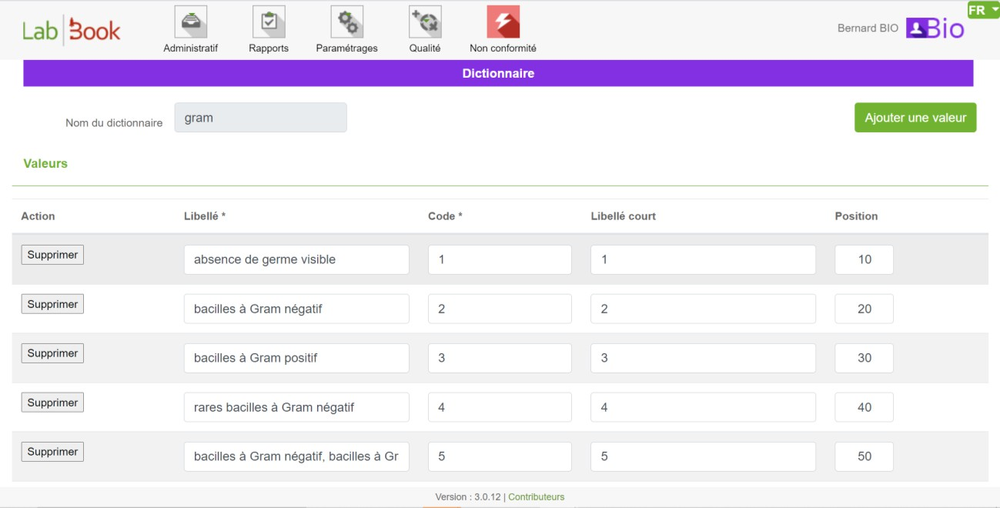 FR
Lab Book
Administratif Rapports Paramétrages Qualité Non conformité
Bernard BIO Bio
Dictionnaire
Nom du dictionnaire gram Ajouter une valeur
Valeurs
Action Libellé * Code * Libellé court Position
Supprimer absence de germe visible 1 1 10
Supprimer bacilles à Gram négatif 2 2 20
Supprimer bacilles à Gram positif 3 3 30
Supprimer rares bacilles à Gram négatif 4 4 40
Supprimer bacilles à Gram négatif, bacilles à Gr 5 5 50
Version : 3.0.12 | Contributeurs